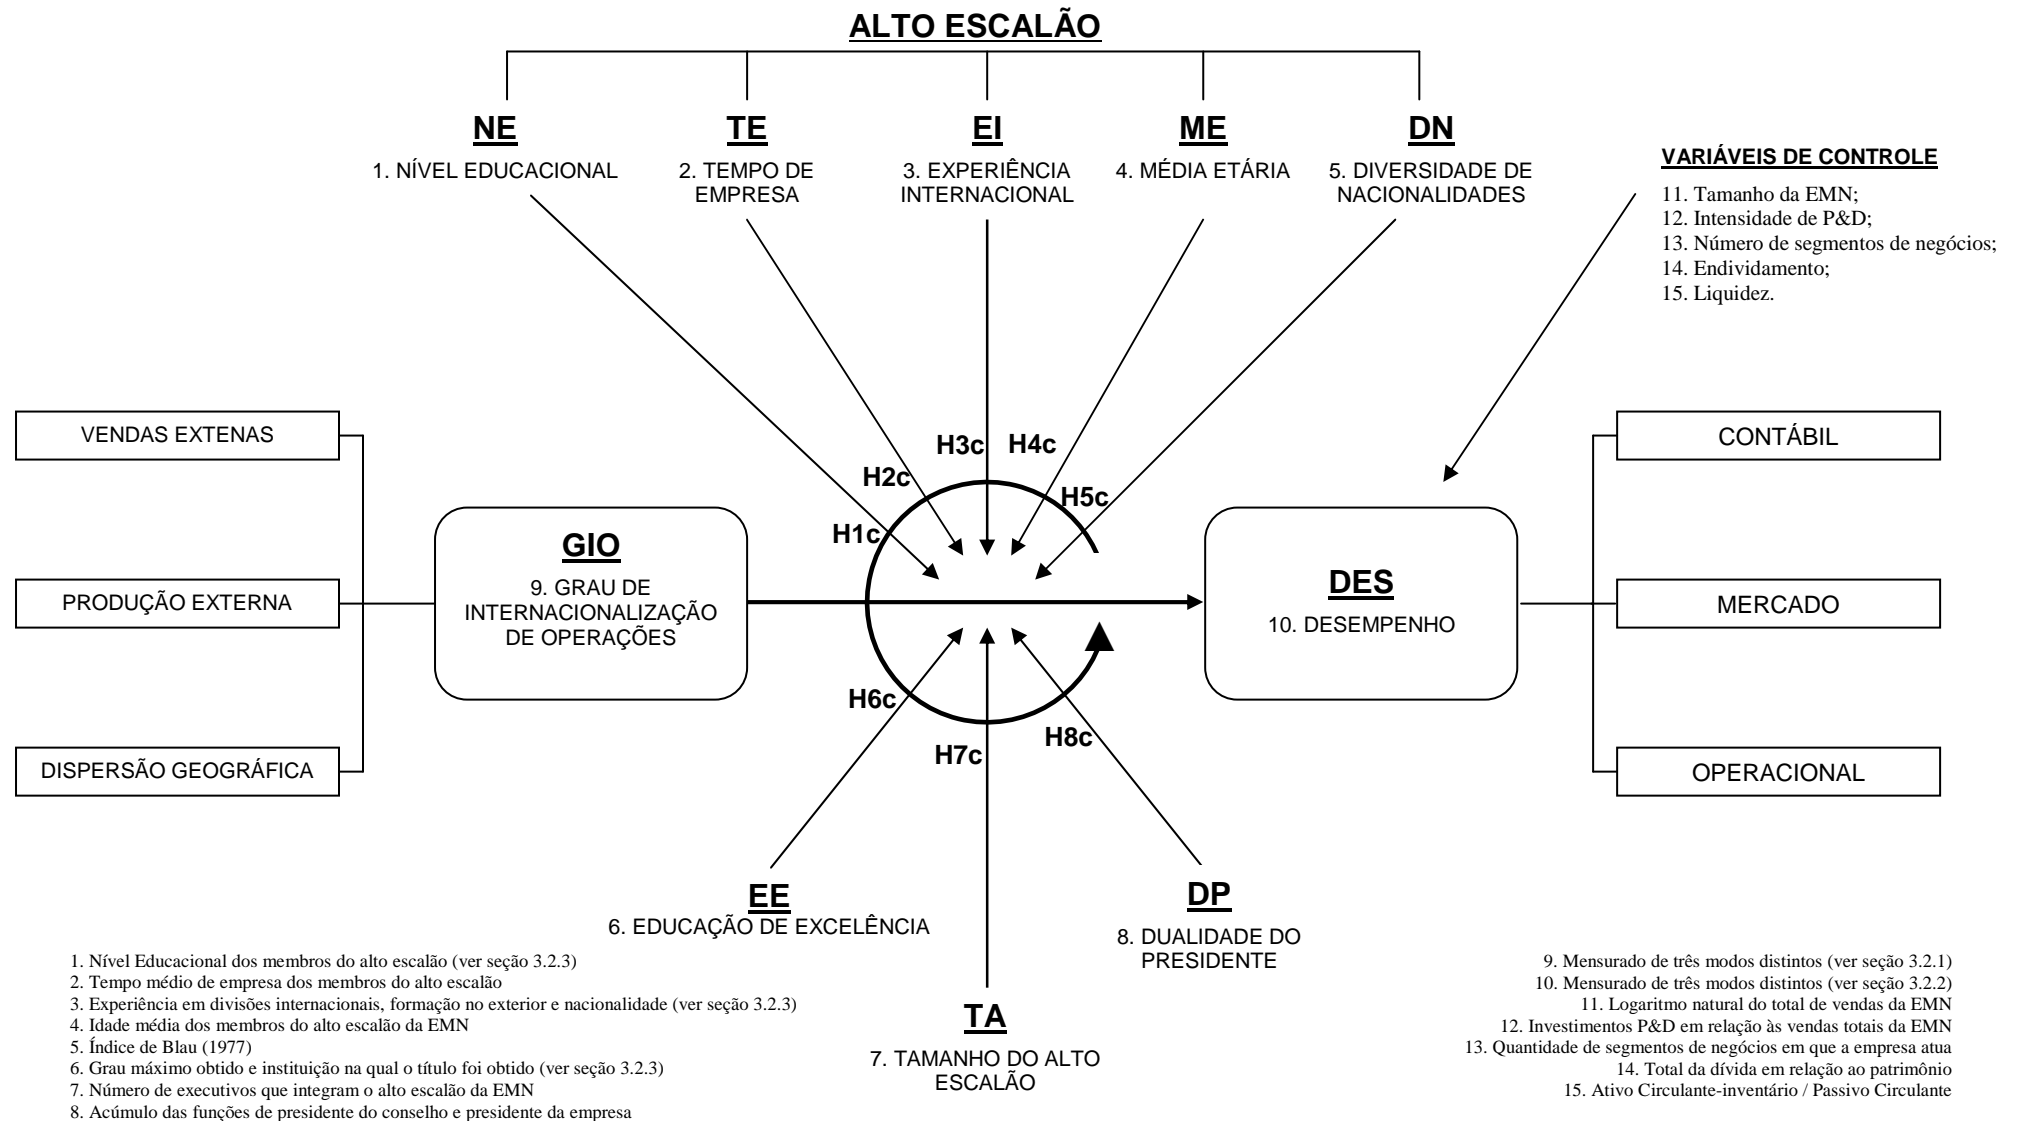 ALTO ESCALÃO
NE
1. NÍVEL EDUCACIONAL
TE
2. TEMPO DE
EMPRESA
EI
3. EXPERIÊNCIA
INTERNACIONAL
ME
4. MÉDIA ETÁRIA
DN
5. DIVERSIDADE DE
NACIONALIDADES
VARIÁVEIS DE CONTROLE
11. Tamanho da EMN;
12. Intensidade de P&D;
13. Número de segmentos de negócios;
14. Endividamento;
15. Liquidez.
VENDAS EXTENAS
PRODUÇÃO EXTERNA
DISPERSÃO GEOGRÁFICA
GIO
9. GRAU DE
INTERNACIONALIZAÇÃO
DE OPERAÇÕES
H1c
H2c
H3c
H4c
H5c
H6c
H7c
H8c
DES
10. DESEMPENHO
CONTÁBIL
MERCADO
OPERACIONAL
EE
6. EDUCAÇÃO DE EXCELÊNCIA
TA
7. TAMANHO DO ALTO
ESCALÃO
DP
8. DUALIDADE DO
PRESIDENTE
1. Nível Educacional dos membros do alto escalão (ver seção 3.2.3)
2. Tempo médio de empresa dos membros do alto escalão
3. Experiência em divisões internacionais, formação no exterior e nacionalidade (ver seção 3.2.3)
4. Idade média dos membros do alto escalão da EMN
5. Índice de Blau (1977)
6. Grau máximo obtido e instituição na qual o título foi obtido (ver seção 3.2.3)
7. Número de executivos que integram o alto escalão da EMN
8. Acúmulo das funções de presidente do conselho e presidente da empresa
9. Mensurado de três modos distintos (ver seção 3.2.1)
10. Mensurado de três modos distintos (ver seção 3.2.2)
11. Logaritmo natural do total de vendas da EMN
12. Investimentos P&D em relação às vendas totais da EMN
13. Quantidade de segmentos de negócios em que a empresa atua
14. Total da dívida em relação ao patrimônio
15. Ativo Circulante-inventário / Passivo Circulante